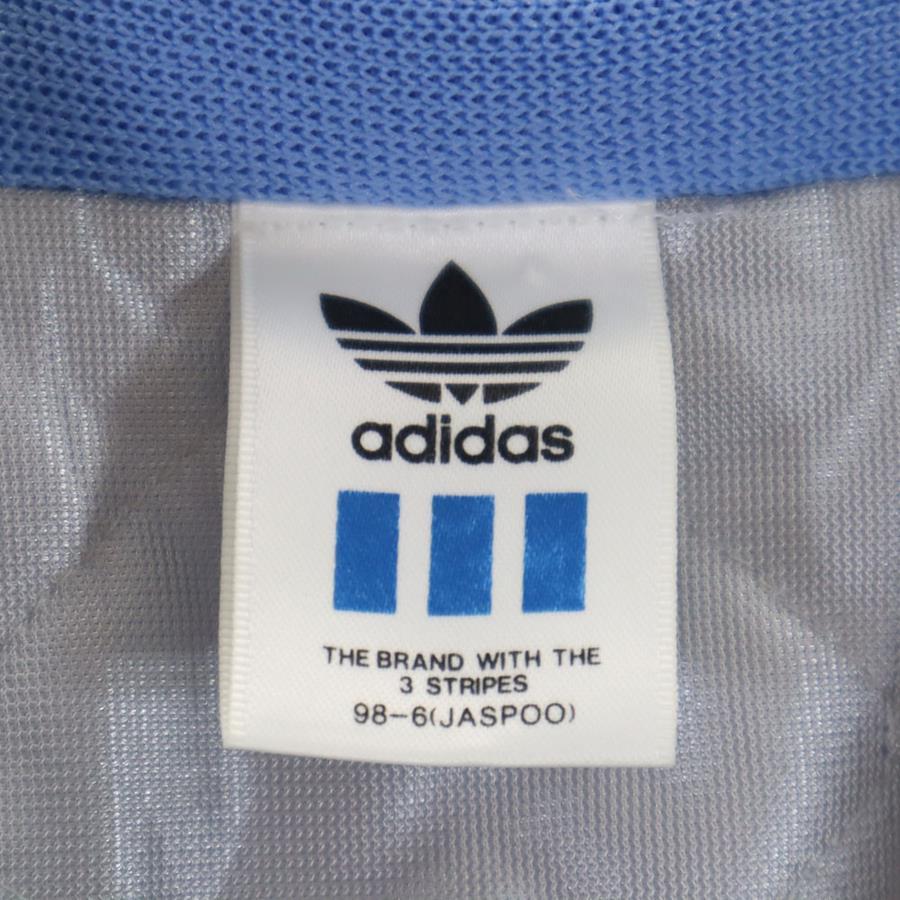 adidas
THE BRAND WITH THE
3 STRIPES
98-6(JASPOO)